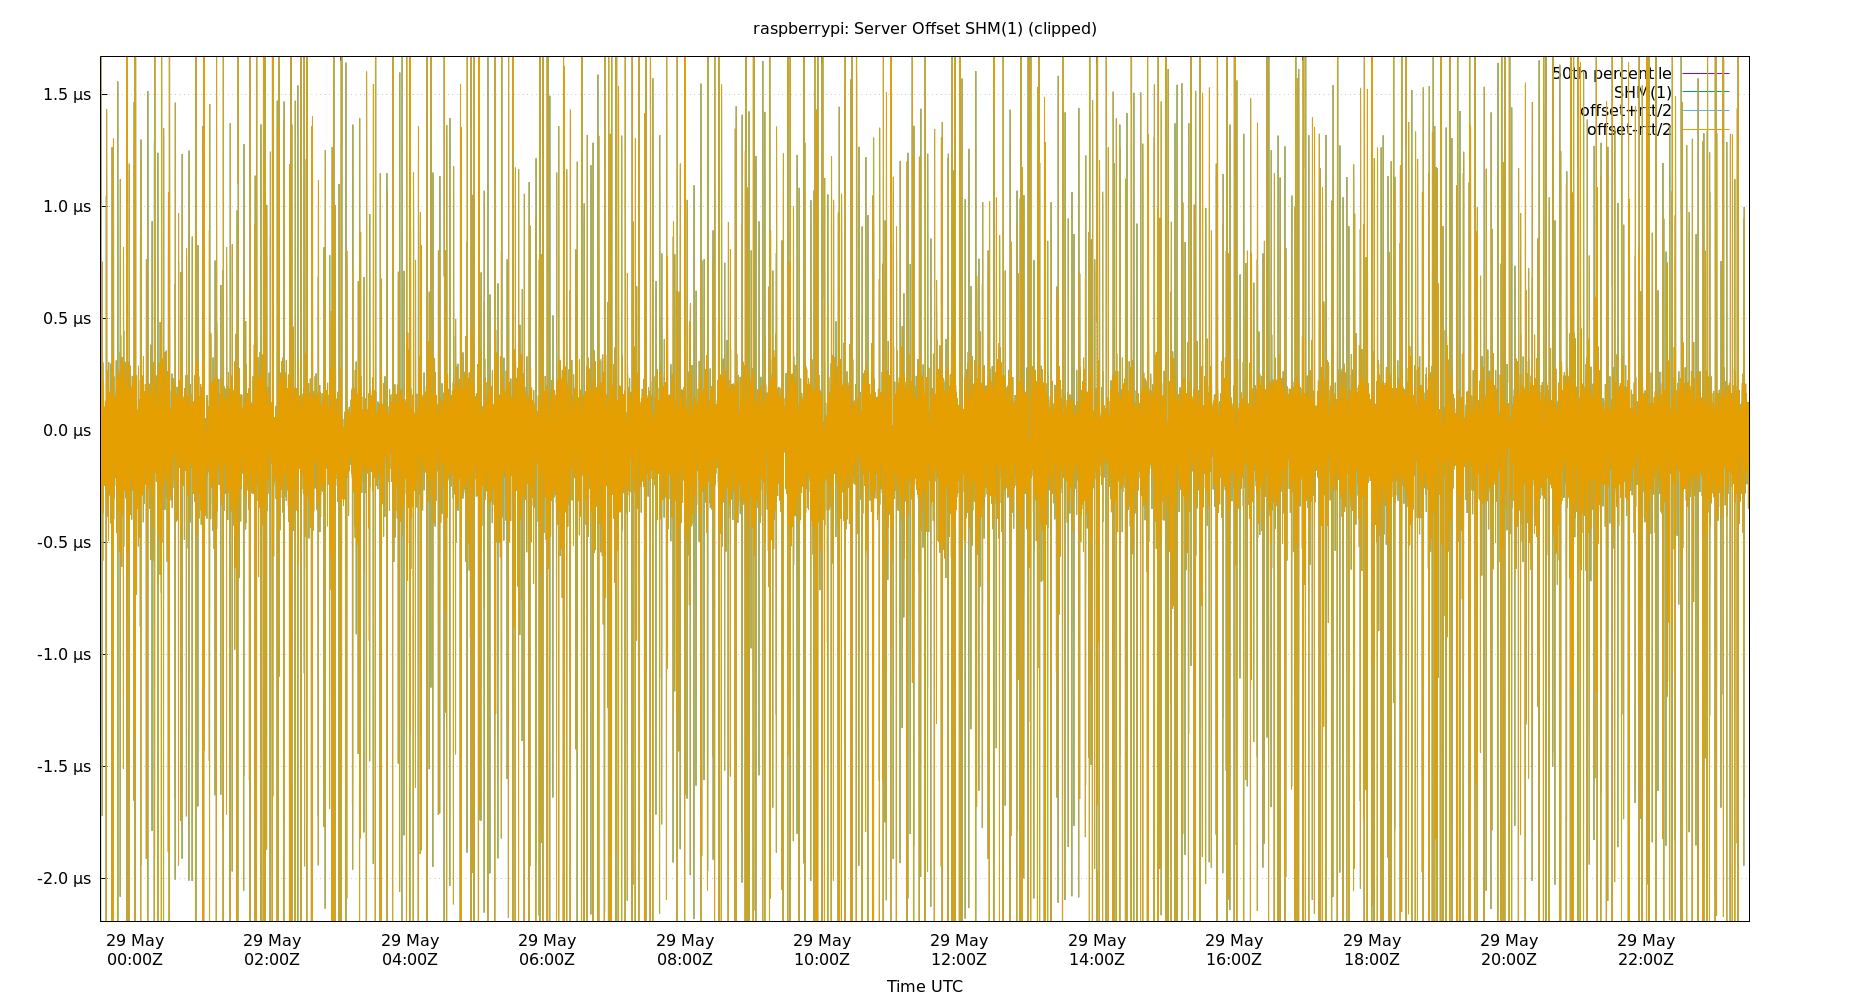 raspberrypi: Server Offset SHM(1) (clipped)
50th percentile
SHM(1)
offset+rtt/2
offset-rtt/2
1.5 µs
1.0 µs
0.5 µs
0.0 µs
-0.5 µs
-1.0 µs
-1.5 µs
-2.0 µs
29 May 29 May 29 May 29 May 29 May 29 May 29 May 29 May 29 May 29 May 29 May 29 May
00:00Z 02:00Z 04:00Z 06:00Z 08:00Z 10:00Z 12:00Z 14:00Z 16:00Z 18:00Z 20:00Z 22:00Z
Time UTC